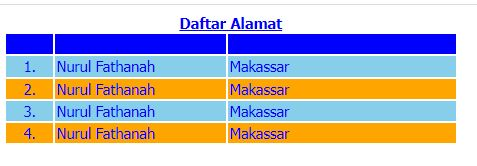 Daftar Alamat
1. Nurul Fathanah Makassar
2. Nurul Fathanah Makassar
3. Nurul Fathanah Makassar
4. Nurul Fathanah Makassar